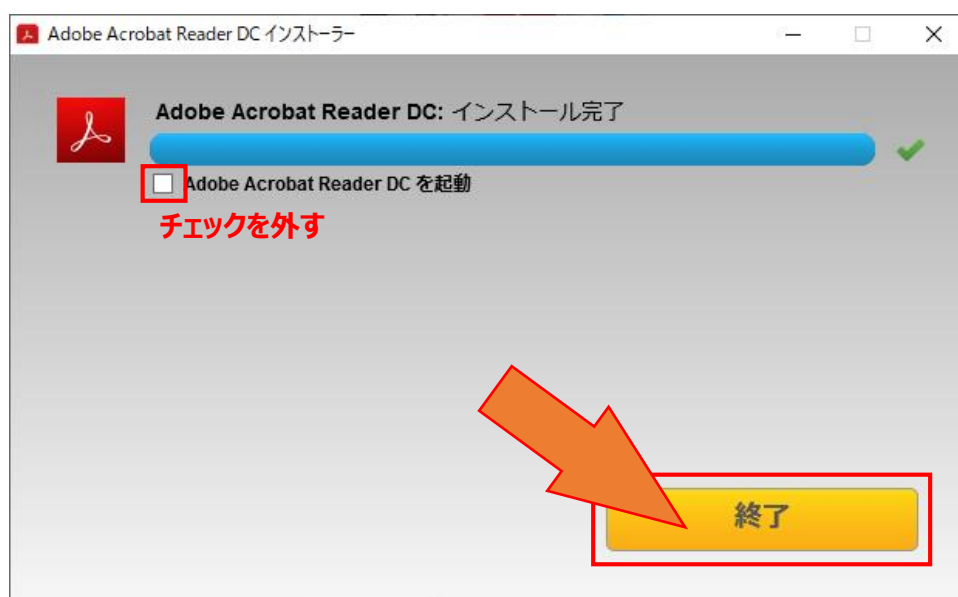 Adobe Acrobat Reader DC インストーラー
Adobe Acrobat Reader DC: インストール完了
Adobe Acrobat Reader DC を起動
チェックを外す
終了